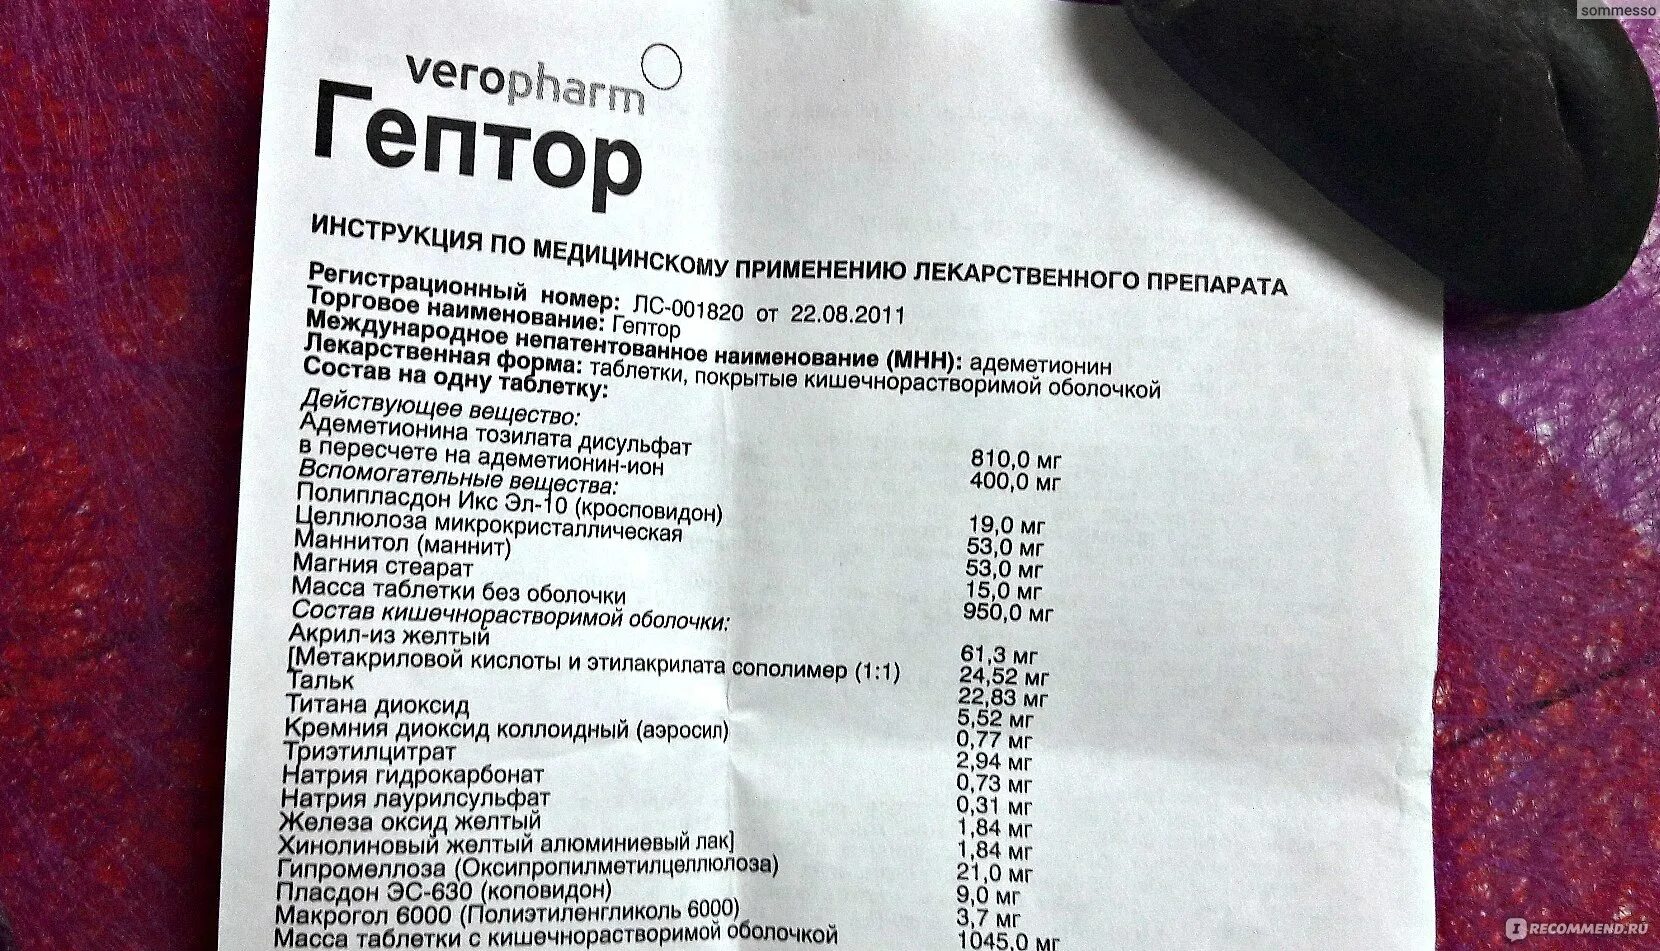 sommesso
veropharm
Гептор
ИНСТРУКЦИЯ ПО МЕДИЦИНСКОМУ ПРИМЕНЕНИЮ ЛЕКАРСТВЕННОГО ПРЕПАРАТА
Регистрационный номер: ЛС-001820 от 22.08.2011
Торговое наименование: Гептор
Международное непатентованное наименование (МНН): адеметионин
Лекарственная форма: таблетки, покрытые кишечнорастворимой оболочкой
Состав на одну таблетку:
Действующее вещество:
Адеметионина тозилата дисульфат 810,0 мг
в пересчете на адеметионин-ион 400,0 мг
Вспомогательные вещества:
Полипласдон Икс Эл-10 (кросповидон) 19,0 мг
Целлюлоза микрокристаллическая 53,0 мг
Маннитол (маннит) 53,0 мг
Магния стеарат 15,0 мг
Масса таблетки без оболочки 950,0 мг
Состав кишечнорастворимой оболочки:
Акрил-из желтый 61,3 мг
[Метакриловой кислоты и этилакрилата сополимер (1:1) 24,52 мг
Тальк 22,83 мг
Титана диоксид 5,52 мг
Кремния диоксид коллоидный (аэросил) 0,77 мг
Триэтилцитрат 2,94 мг
Натрия гидрокарбонат 0,73 мг
Натрия лаурилсульфат 0,31 мг
Железа оксид желтый 1,84 мг
Хинолиновый желтый алюминиевый лак] 1,84 мг
Гипромеллоза (Оксипропилметилцеллюлоза) 21,0 мг
Пласдон ЭС-630 (коповидон) 9,0 мг
Макрогол 6000 (Полиэтиленгликоль 6000) 3,7 мг
Масса таблетки с кишечнорастворимой оболочкой 1045,0 мг
IRECOMMEND.RU